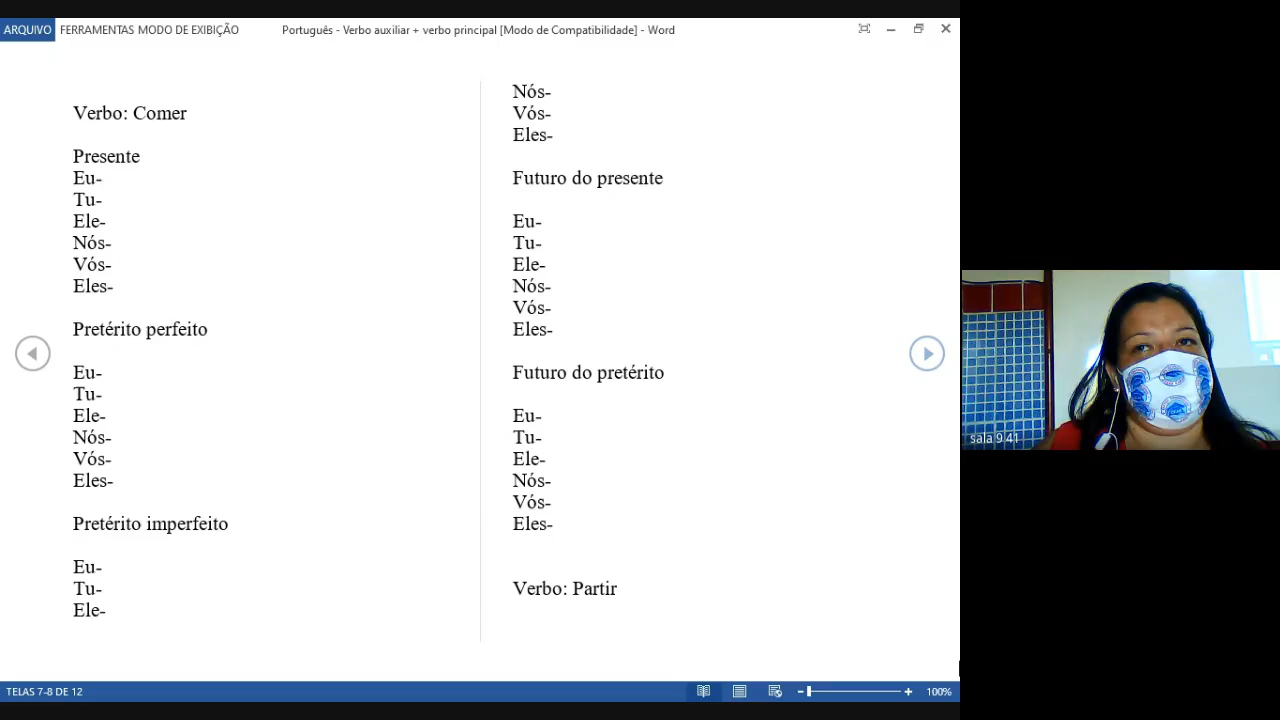 ARQUIVO FERRAMENTAS MODO DE EXIBIÇÃO Português - Verbo auxiliar + verbo principal [Modo de Compatibilidade] - Word
Verbo: Comer
Presente
Eu-
Tu-
Ele-
Nós-
Vós-
Eles-
Pretérito perfeito
Eu-
Tu-
Ele-
Nós-
Vós-
Eles-
Pretérito imperfeito
Eu-
Tu-
Ele-
Nós-
Vós-
Eles-
Futuro do presente
Eu-
Tu-
Ele-
Nós-
Vós-
Eles-
Futuro do pretérito
Eu-
Tu-
Ele-
Nós-
Vós-
Eles-
Verbo: Partir
sala 9 41
TELAS 7-8 DE 12
100%